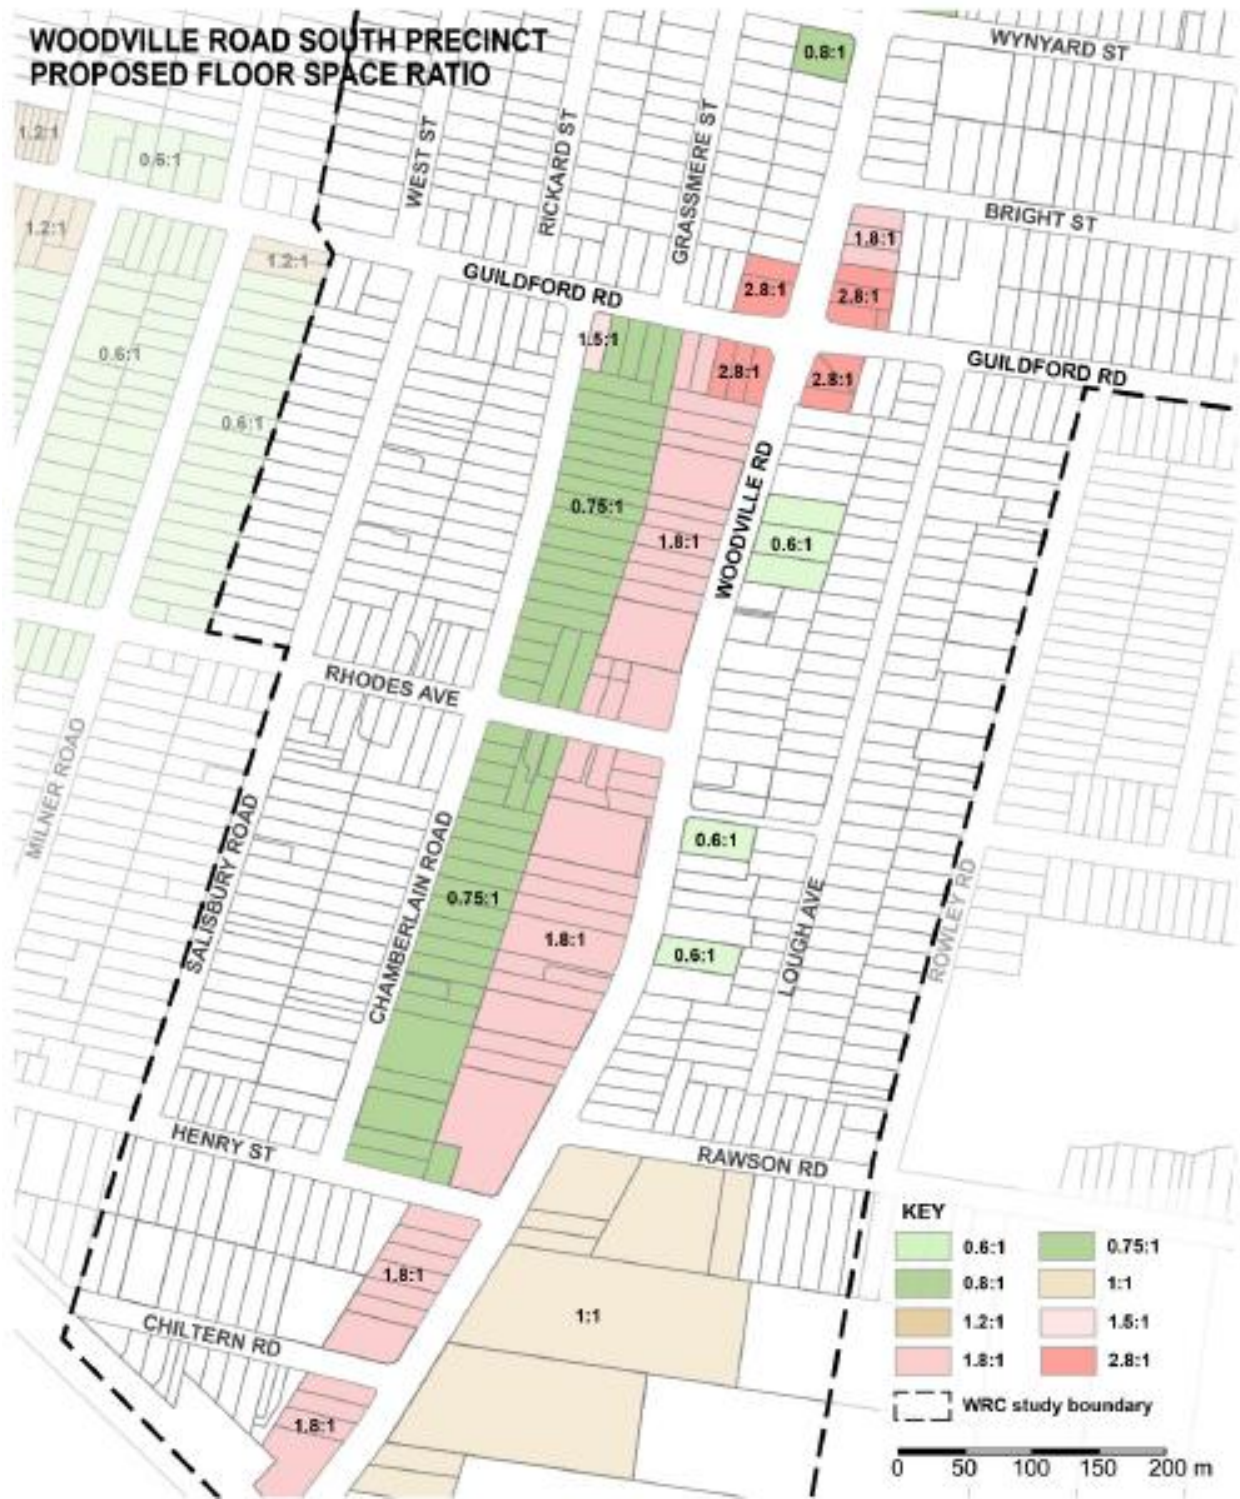 WOODVILLE ROAD SOUTH PRECINCT
PROPOSED FLOOR SPACE RATIO
WYNYARD ST
0.8:1
1.2:1
0.6:1
WEST ST
RICKARD ST
GRASSMERE ST
BRIGHT ST
1.2:1
1.2:1
1.8:1
GUILDFORD RD
2.8:1
2.8:1
1.5:1
0.6:1
2.8:1
2.8:1
GUILDFORD RD
0.6:1
0.75:1
1.8:1
WOODVILLE RD
0.6:1
RHODES AVE
MILNER ROAD
SALISBURY ROAD
CHAMBERLAIN ROAD
0.6:1
0.75:1
1.8:1
0.6:1
LOUGH AVE
ROWLEY RD
HENRY ST
RAWSON RD
1.8:1
1:1
CHILTERN RD
1.8:1
KEY
0.6:1 0.75:1
0.8:1 1:1
1.2:1 1.5:1
1.8:1 2.8:1
WRC study boundary
0 50 100 150 200 m